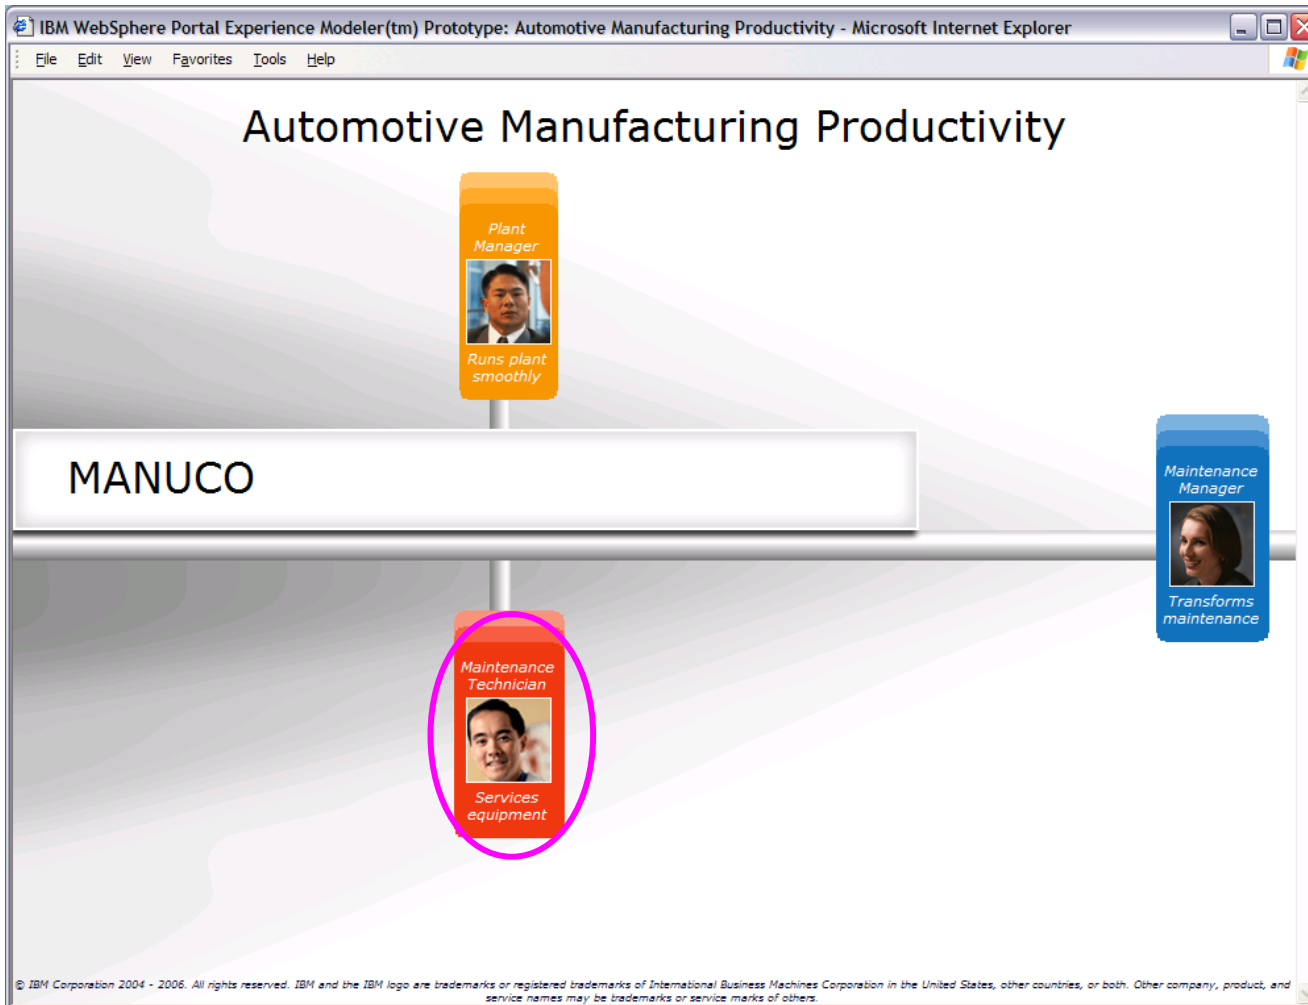 IBM WebSphere Portal Experience Modeler(tm) Prototype: Automotive Manufacturing Productivity - Microsoft Internet Explorer
File Edit View Favorites Tools Help
Automotive Manufacturing Productivity
Plant
Manager
Runs plant
smoothly
MANUCO
Maintenance
Manager
Transforms
maintenance
Maintenance
Technician
Services
equipment
© IBM Corporation 2004 - 2006. All rights reserved. IBM and the IBM logo are trademarks or registered trademarks of International Business Machines Corporation in the United States, other countries, or both. Other company, product, and
service names may be trademarks or service marks of others.